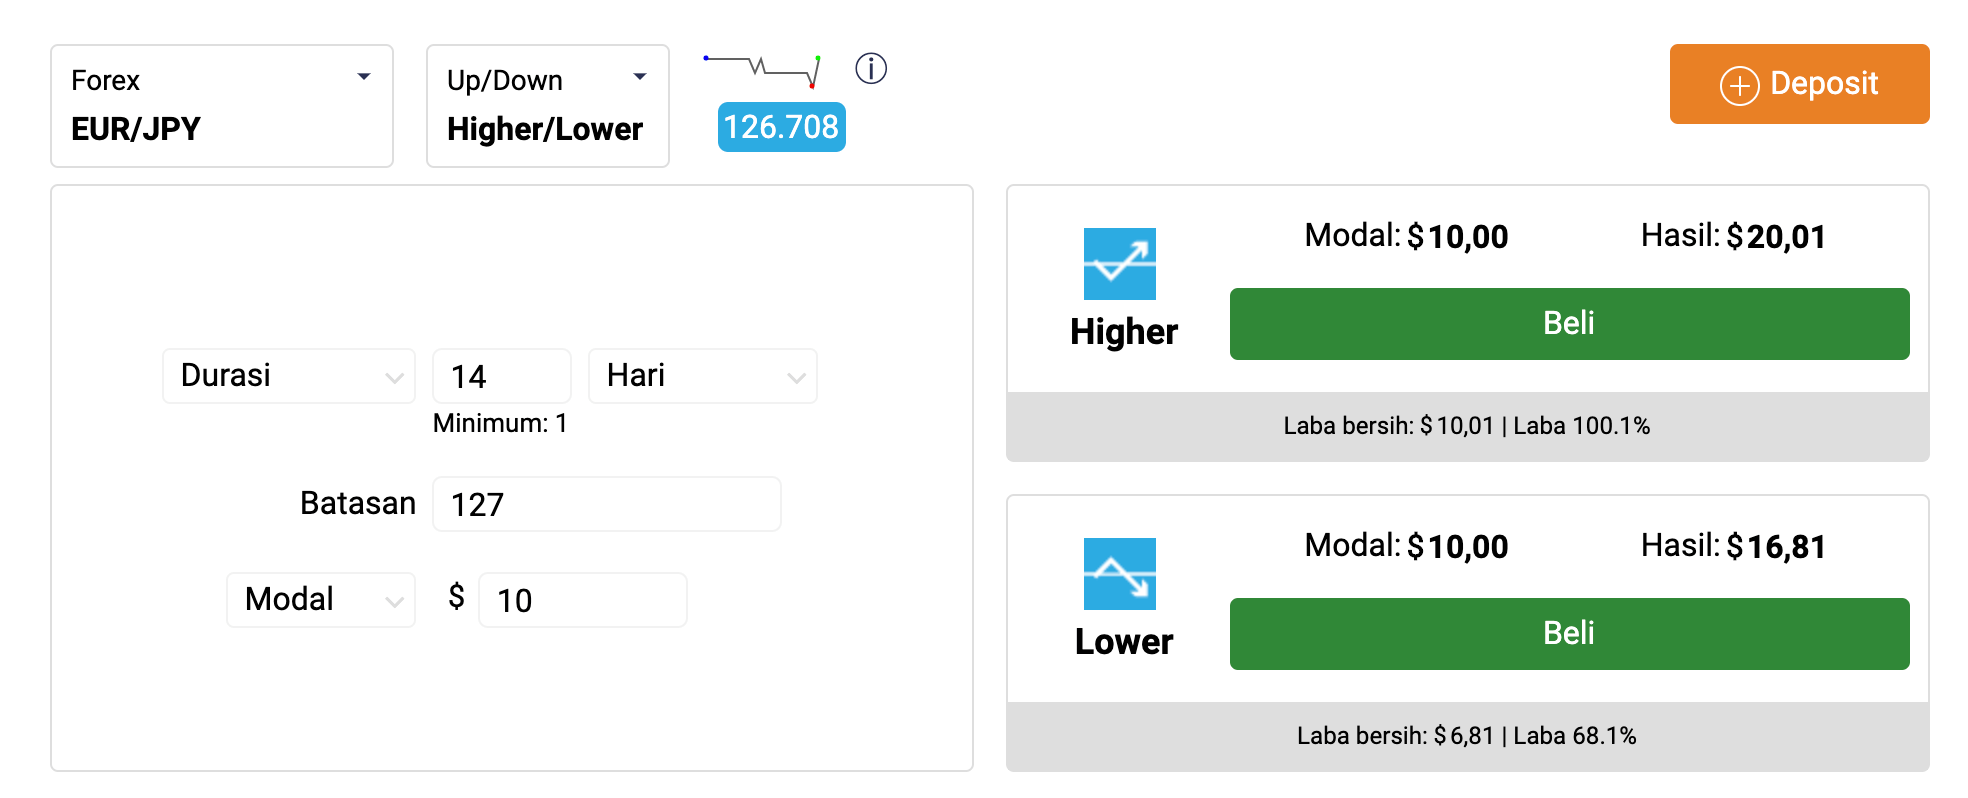 Forex
EUR/JPY
Up/Down
Higher/Lower
126.708
Deposit
Durasi 14 Hari
Minimum: 1
Batasan 127
Modal $ 10
Modal: $10,00 Hasil: $20,01
Higher
Beli
Laba bersih: $10,01 | Laba 100.1%
Modal: $10,00 Hasil: $16,81
Lower
Beli
Laba bersih: $6,81 | Laba 68.1%